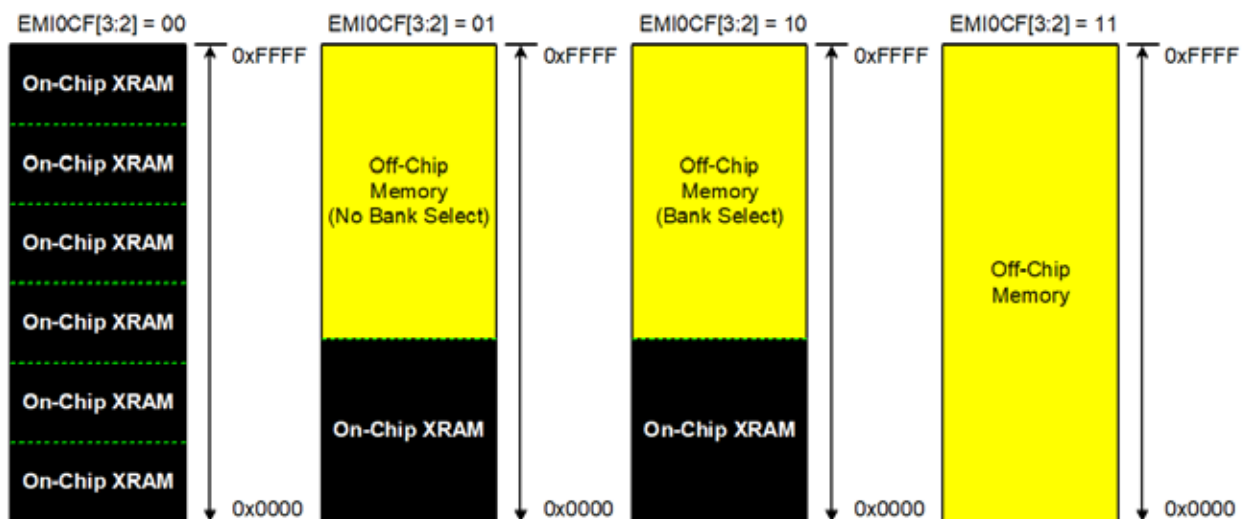 EMI0CF[3:2] = 00
0xFFFF
On-Chip XRAM
On-Chip XRAM
On-Chip XRAM
On-Chip XRAM
On-Chip XRAM
On-Chip XRAM
0x0000
EMI0CF[3:2] = 01
0xFFFF
Off-Chip
Memory
(No Bank Select)
On-Chip XRAM
0x0000
EMI0CF[3:2] = 10
0xFFFF
Off-Chip
Memory
(Bank Select)
On-Chip XRAM
0x0000
EMI0CF[3:2] = 11
0xFFFF
Off-Chip
Memory
0x0000